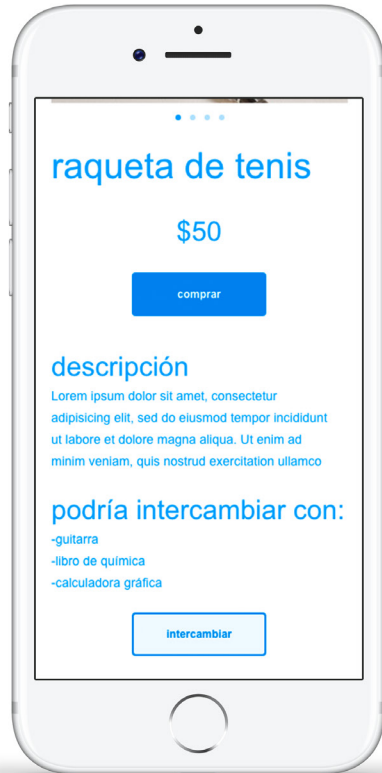 raqueta de tenis
$50
comprar
descripción
Lorem ipsum dolor sit amet, consectetur
adipisicing elit, sed do eiusmod tempor incididunt
ut labore et dolore magna aliqua. Ut enim ad
minim veniam, quis nostrud exercitation ullamco
podría intercambiar con:
-guitarra
-libro de química
-calculadora gráfica
intercambiar